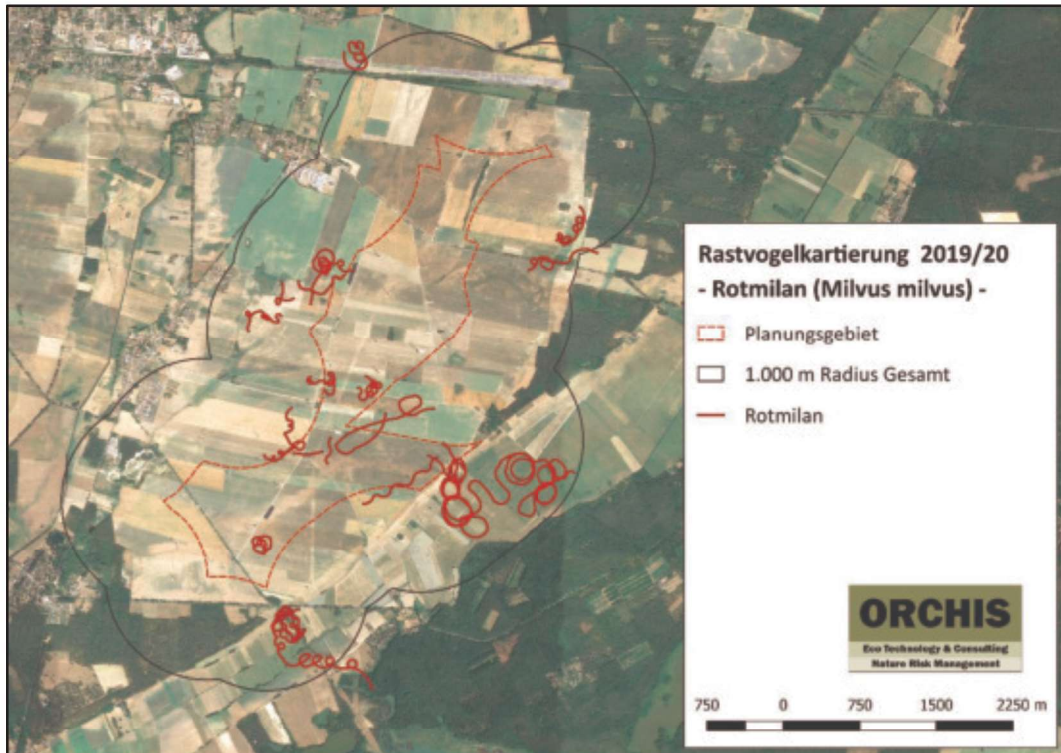 Rastvogelkartierung 2019/20
- Rotmilan (Milvus milvus) -
Planungsgebiet
1.000 m Radius Gesamt
Rotmilan
ORCHIS
Eco Technology & Consulting
Nature Risk Management
750 0 750 1500 2250 m